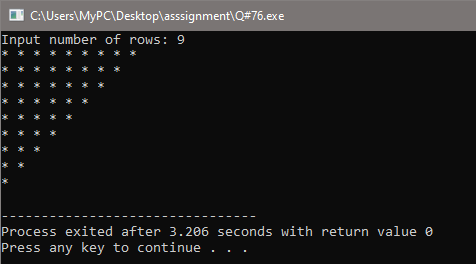 C:\Users\MyPC\Desktop\asssignment\Q#76.exe
Input number of rows: 9
* * * * * * * * *
* * * * * * * *
* * * * * * *
* * * * * *
* * * * *
* * * *
* * *
* *
*
--------------------------------
Process exited after 3.206 seconds with return value 0
Press any key to continue . . .